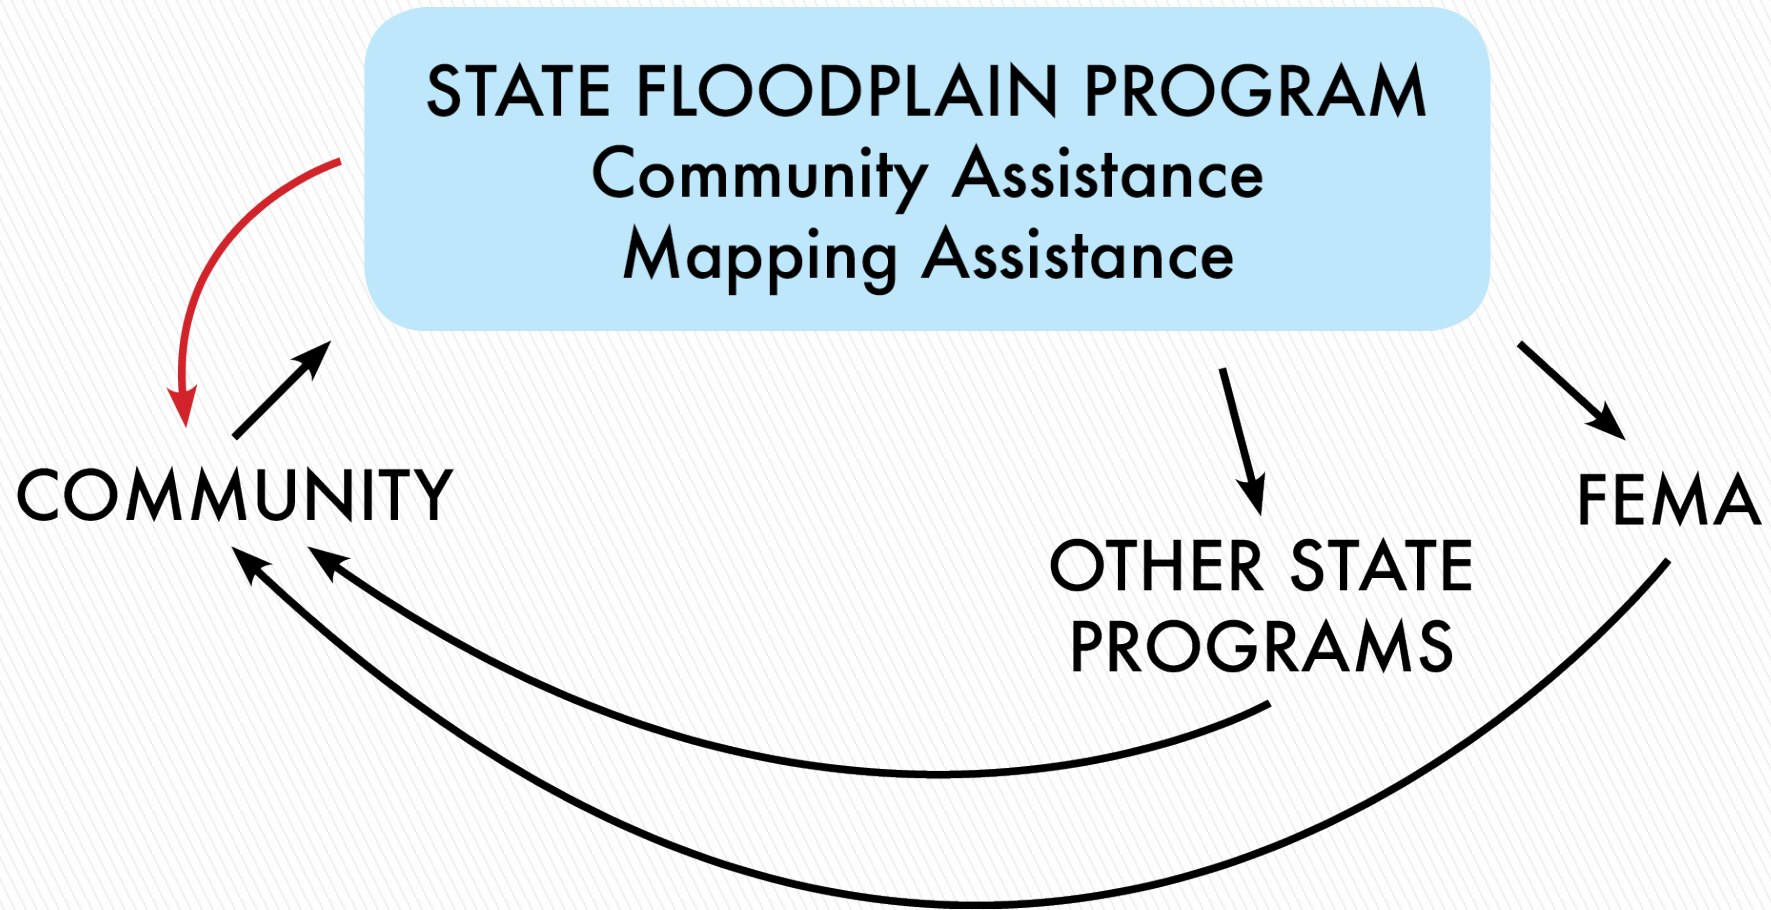 STATE FLOODPLAIN PROGRAM
Community Assistance
Mapping Assistance
COMMUNITY
FEMA
OTHER STATE
PROGRAMS